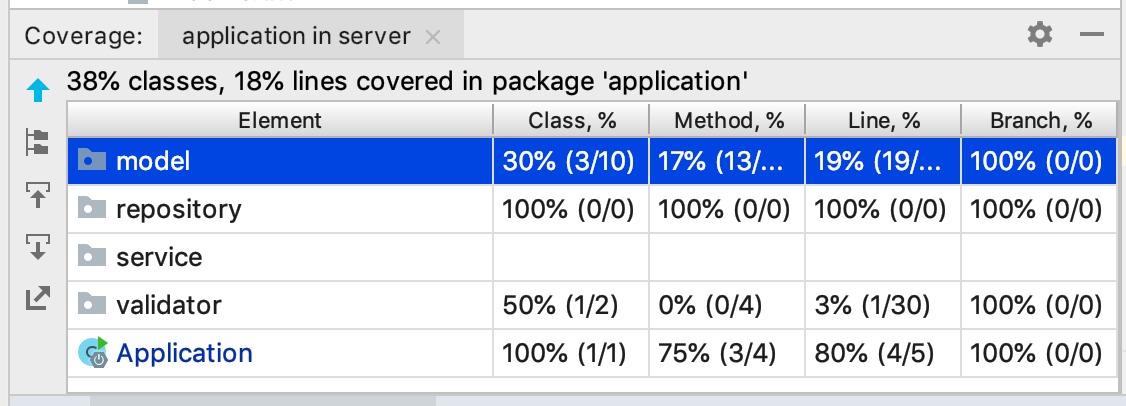 Coverage: application in server
38% classes, 18% lines covered in package 'application'
Element Class, % Method, % Line, % Branch, %
model 30% (3/10) 17% (13/... 19% (19/... 100% (0/0)
repository 100% (0/0) 100% (0/0) 100% (0/0) 100% (0/0)
service
validator 50% (1/2) 0% (0/4) 3% (1/30) 100% (0/0)
Application 100% (1/1) 75% (3/4) 80% (4/5) 100% (0/0)